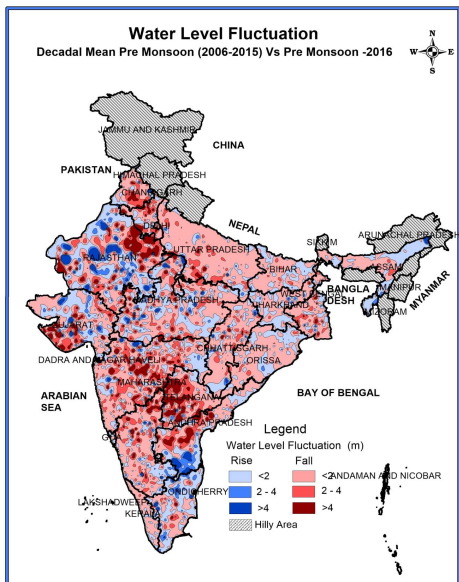 Water Level Fluctuation
Decadal Mean Pre Monsoon (2006-2015) Vs Pre Monsoon -2016
N
W E
S
JAMMU AND KASHMIR
CHINA
HIMACHAL PRADESH
PAKISTAN
CHANDIGARH
DELHI
NEPAL
ARUNACHAL PRADESH
SIKKIM
UTTAR PRADESH
RAJASTHAN
ASSAM
BIHAR
BANGLA
DESH
MANIPUR
MYANMAR
WEST BENGAL
JHARKHAND
MIZORAM
MADHYA PRADESH
GUJARAT
CHHATTISGARH
DADRA AND NAGAR HAVELI
ORISSA
MAHARASHTRA
ARABIAN
SEA
BAY OF BENGAL
TELANGANA
ANDHRA PRADESH
GOA
Legend
Water Level Fluctuation (m)
Rise Fall
<2 <2
ANDAMAN AND NICOBAR
2 - 4 2 - 4
>4 >4
Hilly Area
PONDICHERRY
LAKSHADWEEP
KERALA